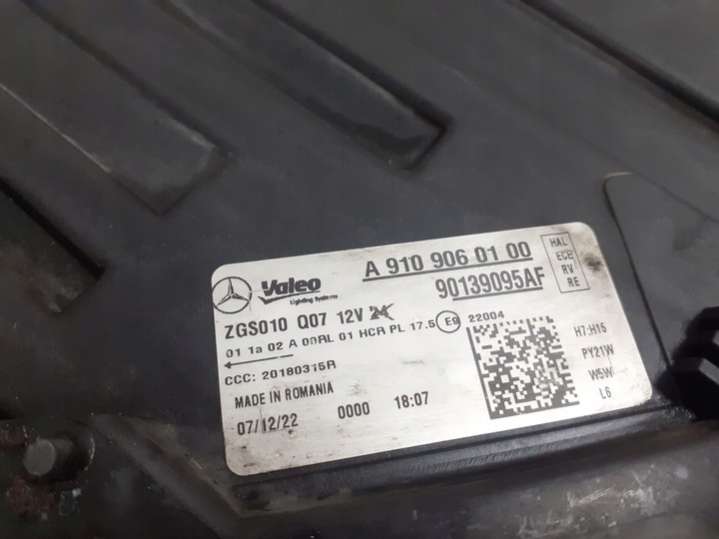 Valeo
Lighting Systems
A 910 906 01 00
90139095AF
HAL
ECE
RV
RE
ZGS010 Q07 12V
01 1a 02 A 00RL 01 HCR PL 17.5 E9 22004
CCC: 20180315R
MADE IN ROMANIA
07/12/22 0000 18:07
H7:H15
PY21W
W5W
L6